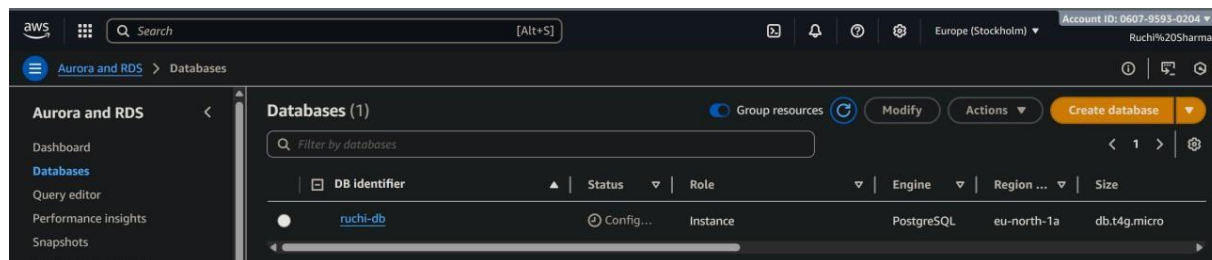 aws Search [Alt+S] Europe (Stockholm) ▼ Account ID: 0607-9593-0204 ▼
Ruchi%20Sharma
Aurora and RDS > Databases
Aurora and RDS
Dashboard
Databases
Query editor
Performance insights
Snapshots
Databases (1) Group resources Modify Actions ▼ Create database ▼
Filter by databases < 1 >
DB identifier Status Role Engine Region ... Size
ruchi-db Config... Instance PostgreSQL eu-north-1a db.t4g.micro